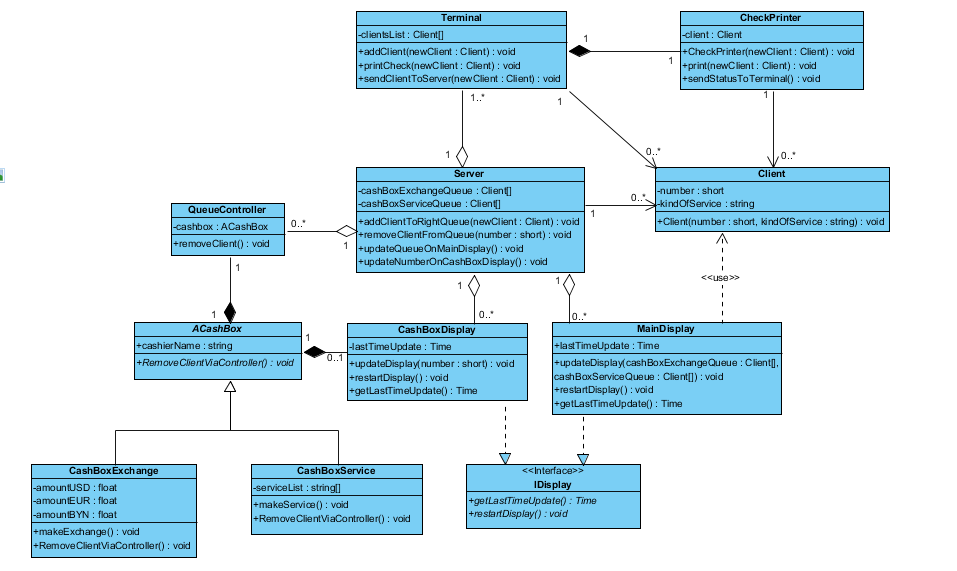 Terminal
-clientsList : Client[]
+addClient(newClient : Client) : void
+printCheck(newClient : Client) : void
+sendClientToServer(newClient : Client) : void
1
1
CheckPrinter
-client : Client
+CheckPrinter(newClient : Client) : void
+print(newClient : Client) : void
+sendStatusToTerminal() : void
1..*
1
1
0..*
1
0..*
Server
-cashBoxExchangeQueue : Client[]
-cashBoxServiceQueue : Client[]
+addClientToRightQueue(newClient : Client) : void
+removeClientFromQueue(number : short) : void
+updateQueueOnMainDisplay() : void
+updateNumberOnCashBoxDisplay() : void
1
0..*
Client
-number : short
-kindOfService : string
+Client(number : short, kindOfService : string) : void
QueueController
-cashbox : ACashBox
+removeClient() : void
0..*
1
1
1
1
0..*
1
0..*
<<use>>
ACashBox
+cashierName : string
+RemoveClientViaController() : void
1
0..1
CashBoxDisplay
-lastTimeUpdate : Time
+updateDisplay(number : short) : void
+restartDisplay() : void
+getLastTimeUpdate() : Time
MainDisplay
+lastTimeUpdate : Time
+updateDisplay(cashBoxExchangeQueue : Client[],
cashBoxServiceQueue : Client[]) : void
+restartDisplay() : void
+getLastTimeUpdate() : Time
CashBoxExchange
-amountUSD : float
-amountEUR : float
-amountBYN : float
+makeExchange() : void
+RemoveClientViaController() : void
CashBoxService
-serviceList : string[]
+makeService() : void
+RemoveClientViaController() : void
<<Interface>>
IDisplay
+getLastTimeUpdate() : Time
+restartDisplay() : void